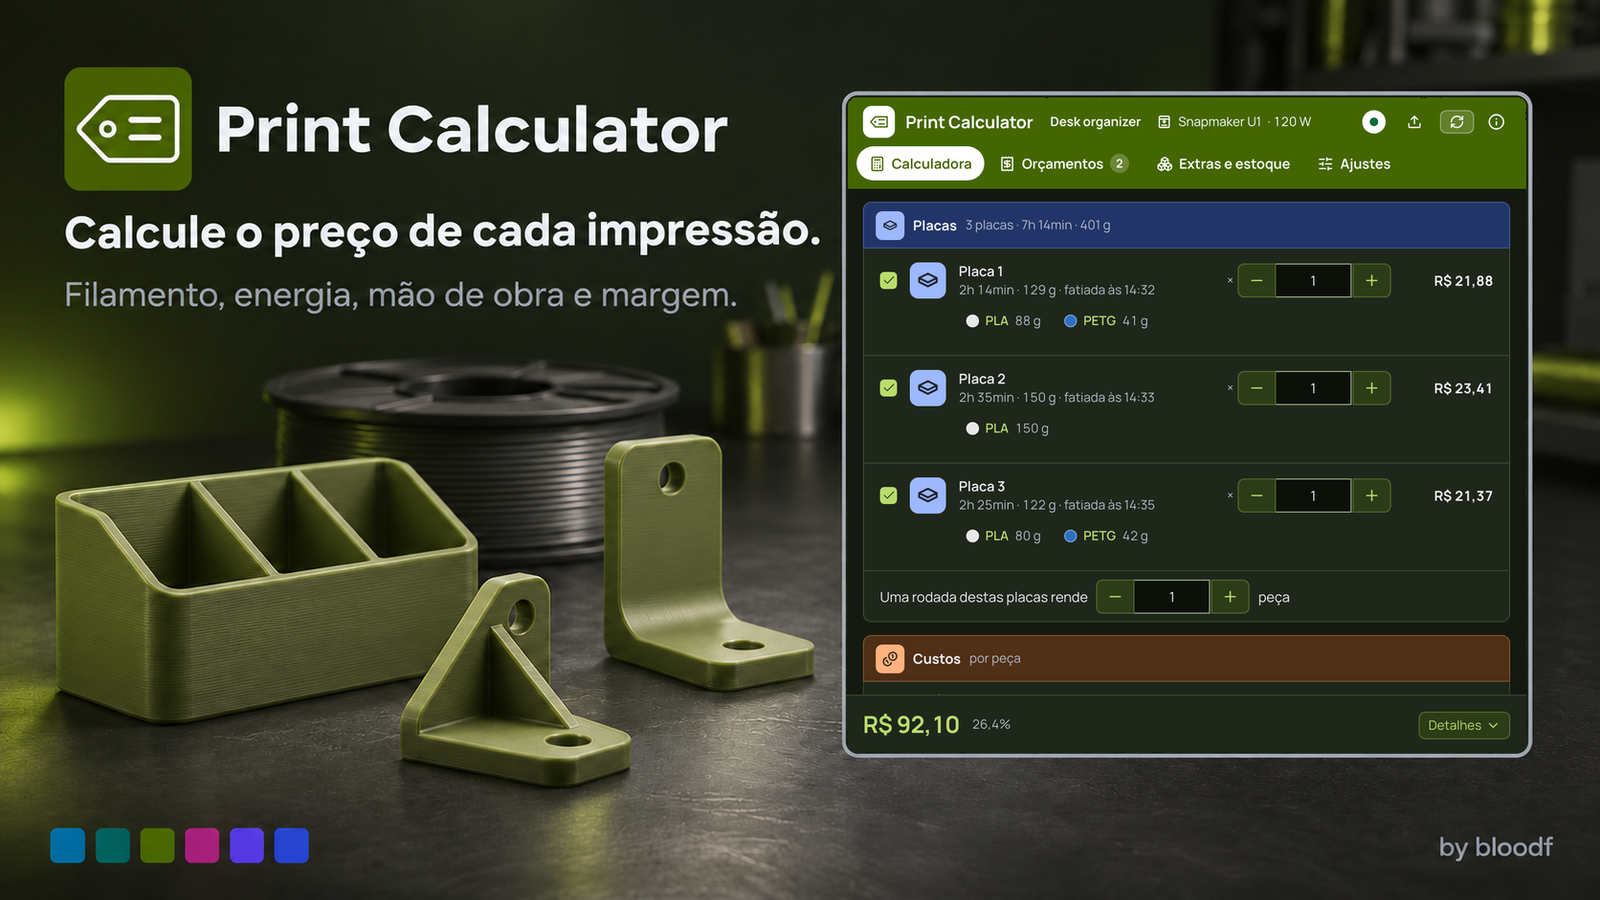 Print Calculator
Calcule o preço de cada impressão.
Filamento, energia, mão de obra e margem.
Print Calculator Desk organizer Snapmaker U1 · 120 W
Calculadora Orçamentos 2 Extras e estoque Ajustes
Placas 3 placas · 7h 14min · 401 g
Placa 1
2h 14min · 129 g · fatiada às 14:32
× − 1 + R$ 21,88
PLA 88 g PETG 41 g
Placa 2
2h 35min · 150 g · fatiada às 14:33
× − 1 + R$ 23,41
PLA 150 g
Placa 3
2h 25min · 122 g · fatiada às 14:35
× − 1 + R$ 21,37
PLA 80 g PETG 42 g
Uma rodada destas placas rende − 1 + peça
Custos por peça
R$ 92,10 26,4% Detalhes
by bloodf